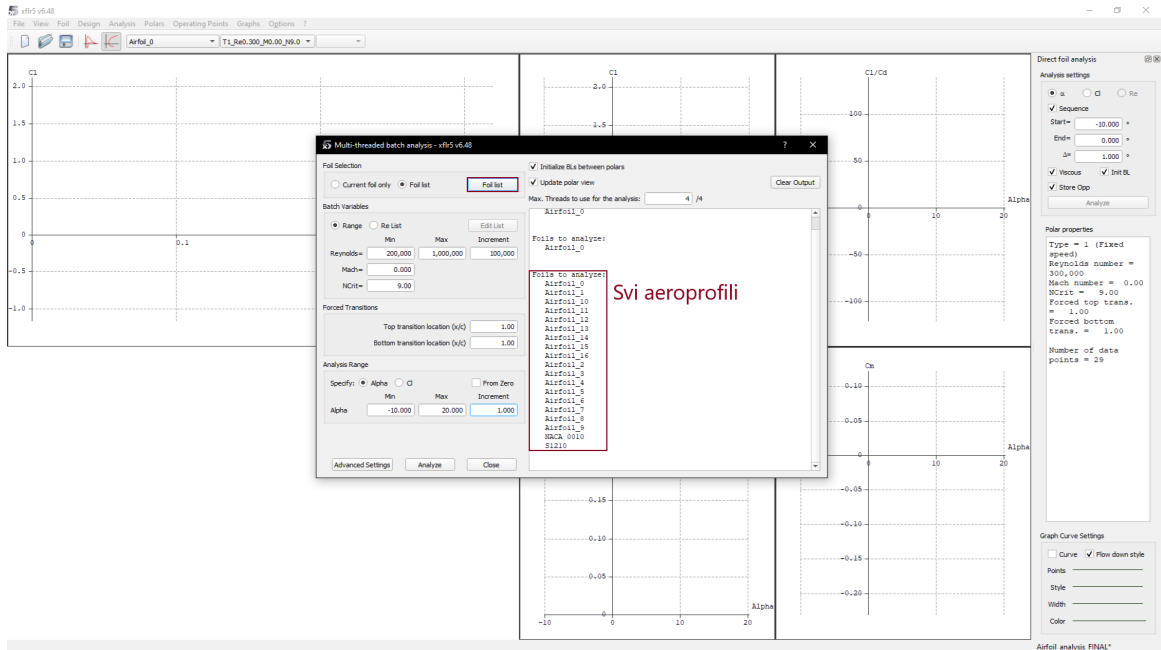 xflr5 v6.48
File View Foil Design Analysis Polars Operating Points Graphs Options ?
Airfoil_0 T1_Re0.300_M0.00_N9.0
Cl
2.0
1.5
1.0
0.5
0
-0.5
-1.0
0
0.1
Cl
2.0
1.5
0.15
0.10
0.05
0
-10 0 10 20
Alpha
Cl/Cd
100
50
0
-50
-100
0 10 20
Alpha
Cm
0.10
0.05
0
-0.05
-0.10
-0.15
-0.20
0 10 20
Alpha
Multi-threaded batch analysis - xflr5 v6.48 ?
Foil Selection
Current foil only Foil list Foil list
Batch Variables
Range Re List Edit List
Min Max Increment
Reynolds= 200,000 1,000,000 100,000
Mach= 0.000
NCrit= 9.00
Forced Transitions
Top transition location (x/c) 1.00
Bottom transition location (x/c) 1.00
Analysis Range
Specify: Alpha Cl From Zero
Min Max Increment
Alpha -10.000 20.000 1.000
Advanced Settings Analyze Close
Initialize BLs between polars
Update polar view Clear Output
Max. Threads to use for the analysis: 4 /4
Airfoil_0
Foils to analyze:
Airfoil_0
Foils to analyze:
Airfoil_0
Airfoil_1
Airfoil_10
Airfoil_11
Airfoil_12
Airfoil_13
Airfoil_14
Airfoil_15
Airfoil_16
Airfoil_2
Airfoil_3
Airfoil_4
Airfoil_5
Airfoil_6
Airfoil_7
Airfoil_8
Airfoil_9
NACA 0010
S1210
Svi aeroprofili
Direct foil analysis
Analysis settings
α Cl Re
Sequence
Start= -10.000 °
End= 0.000 °
Δ= 1.000 °
Viscous Init BL
Store Opp
Analyze
Polar properties
Type = 1 (Fixed
speed)
Reynolds number =
300,000
Mach number = 0.00
NCrit = 9.00
Forced top trans.
= 1.00
Forced bottom
trans. = 1.00
Number of data
points = 29
Graph Curve Settings
Curve Flow down style
Points
Style
Width
Color
Airfoil_analysis_FINAL*